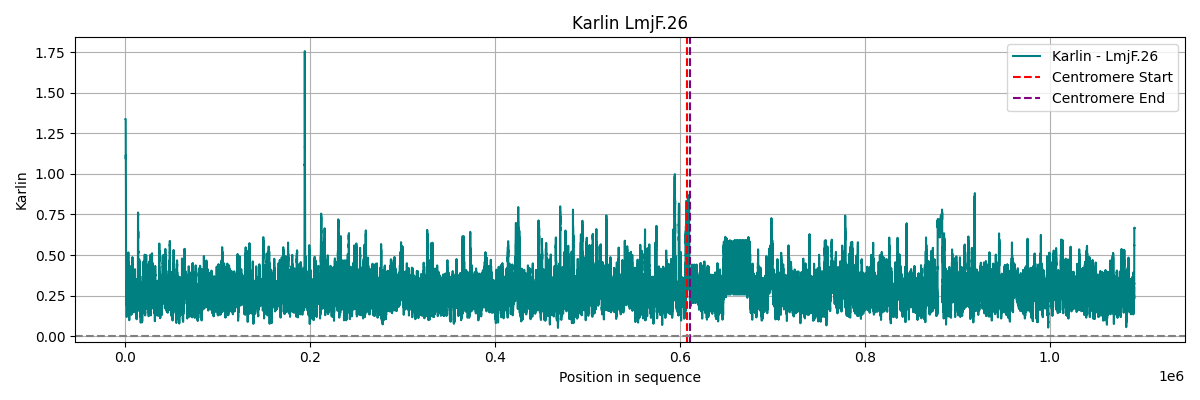 Karlin LmjF.26
Karlin - LmjF.26
Centromere Start
Centromere End
Karlin
1.75
1.50
1.25
1.00
0.75
0.50
0.25
0.00
0.0 0.2 0.4 0.6 0.8 1.0
1e6
Position in sequence